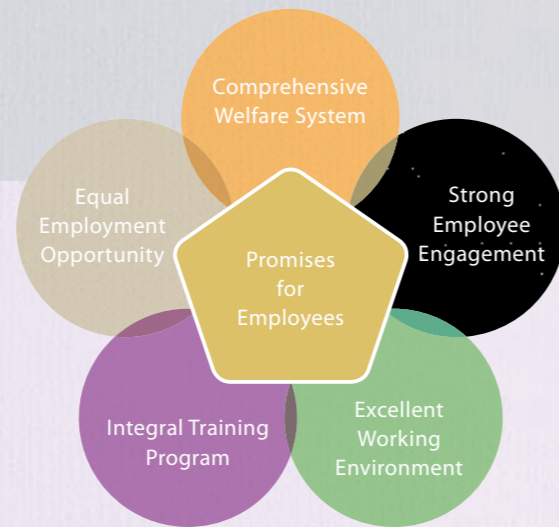 Comprehensive
Welfare System
Equal
Employment
Opportunity
Strong
Employee
Engagement
Promises
for
Employees
Integral Training
Program
Excellent
Working
Environment